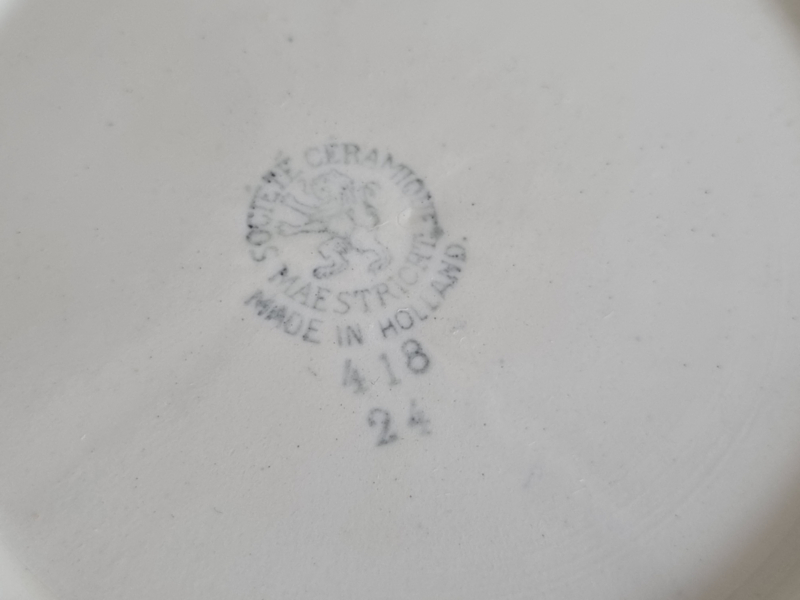 SOCIÉTÉ CÉRAMIQUE
MAESTRICHT
MADE IN HOLLAND.
418
24